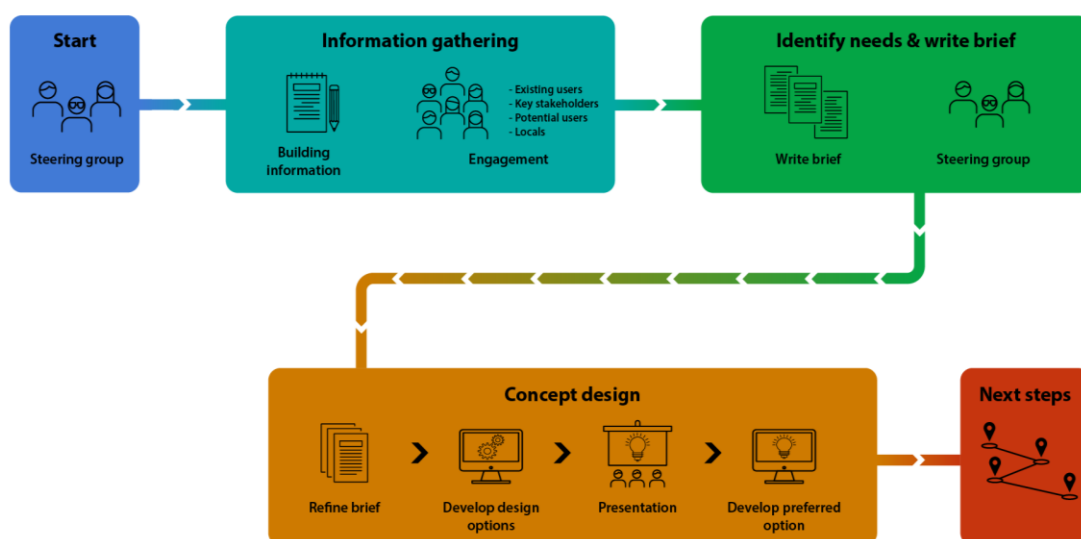 Start
Steering group
Information gathering
Building
information
- Existing users
- Key stakeholders
- Potential users
- Locals
Engagement
Identify needs & write brief
Write brief
Steering group
Concept design
Refine brief
Develop design
options
Presentation
Develop preferred
option
Next steps